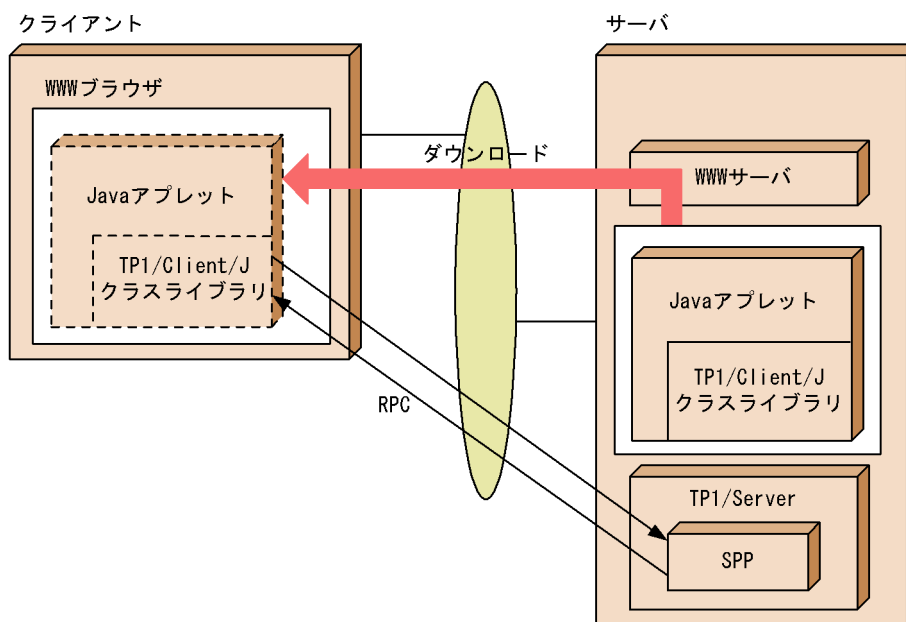 クライアント
WWWブラウザ
Javaアプレット
TP1/Client/J
クラスライブラリ
ダウンロード
RPC
サーバ
WWWサーバ
Javaアプレット
TP1/Client/J
クラスライブラリ
TP1/Server
SPP